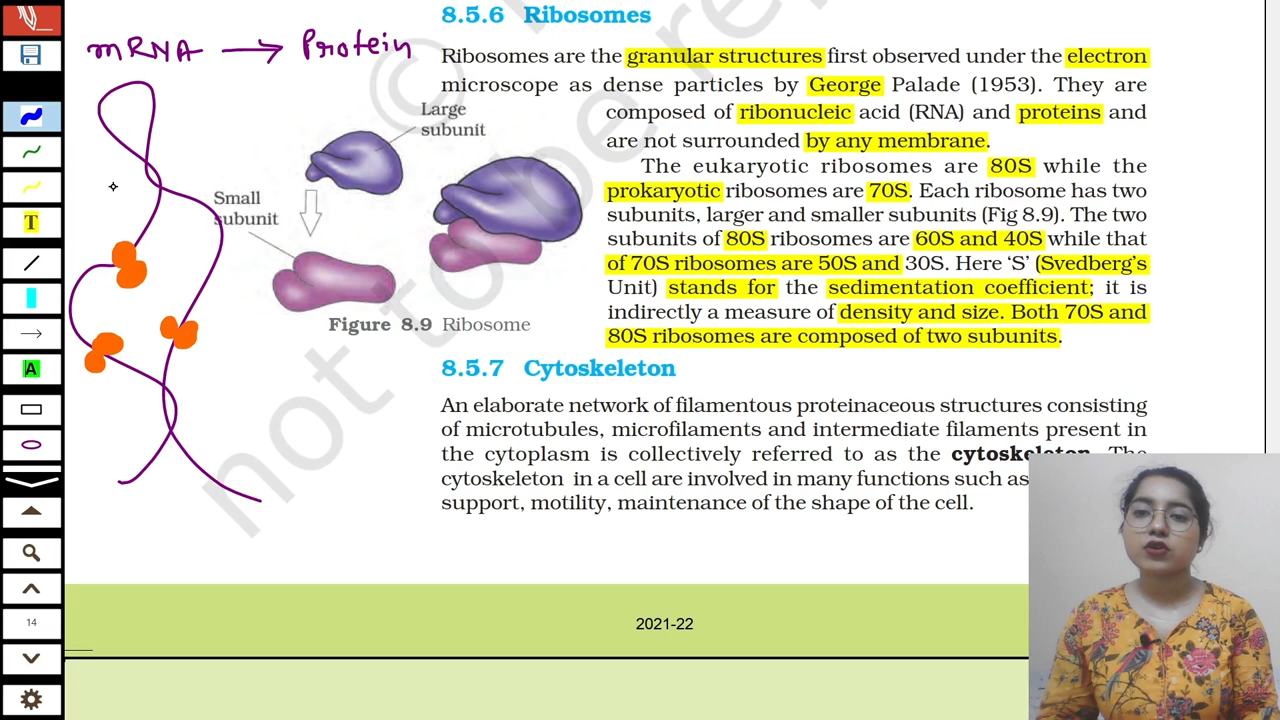 mRNA → Protein
8.5.6 Ribosomes
Ribosomes are the granular structures first observed under the electron
microscope as dense particles by George Palade (1953). They are
composed of ribonucleic acid (RNA) and proteins and
are not surrounded by any membrane.
The eukaryotic ribosomes are 80S while the
prokaryotic ribosomes are 70S. Each ribosome has two
subunits, larger and smaller subunits (Fig 8.9). The two
subunits of 80S ribosomes are 60S and 40S while that
of 70S ribosomes are 50S and 30S. Here ‘S’ (Svedberg’s
Unit) stands for the sedimentation coefficient; it is
indirectly a measure of density and size. Both 70S and
80S ribosomes are composed of two subunits.
Large
subunit
Small
subunit
Figure 8.9 Ribosome
8.5.7 Cytoskeleton
An elaborate network of filamentous proteinaceous structures consisting
of microtubules, microfilaments and intermediate filaments present in
the cytoplasm is collectively referred to as the cytoskeleton. The
cytoskeleton in a cell are involved in many functions such as
support, motility, maintenance of the shape of the cell.
2021-22
T
A
14
not to be re
©